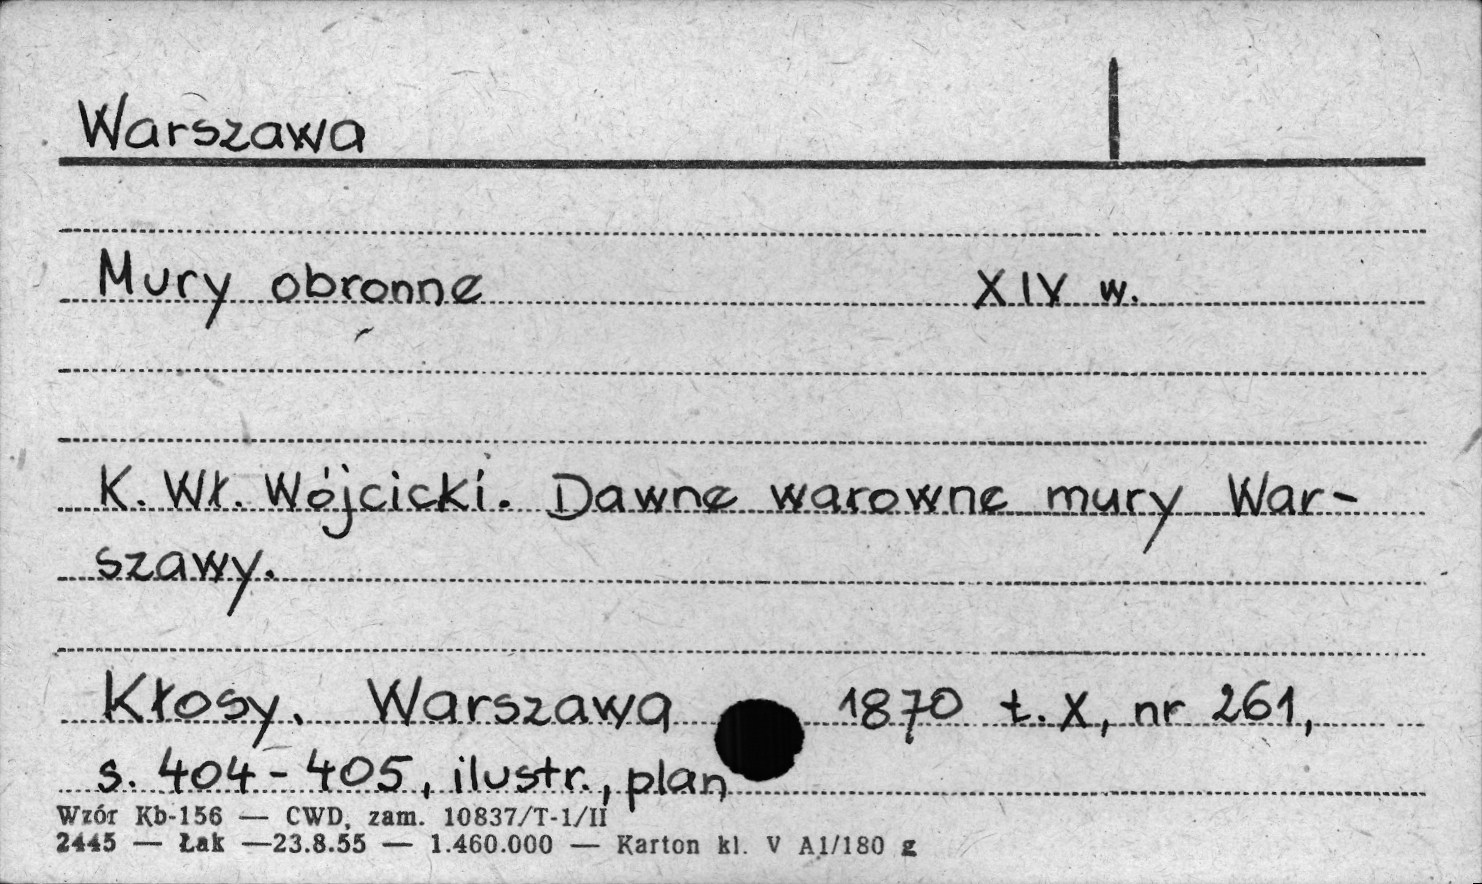 Warszawa
Mury obronne XIV w.
K. Wł. Wójcicki. Dawne warowne mury War-
szawy.
Kłosy. Warszawa 1870 t. X, nr 261,
s. 404-405, ilustr., plan
Wzór Kb-156 — CWD, zam. 10837/T-1/II
2445 — Łak —23.8.55 — 1.460.000 — Karton kl. V A1/180 g